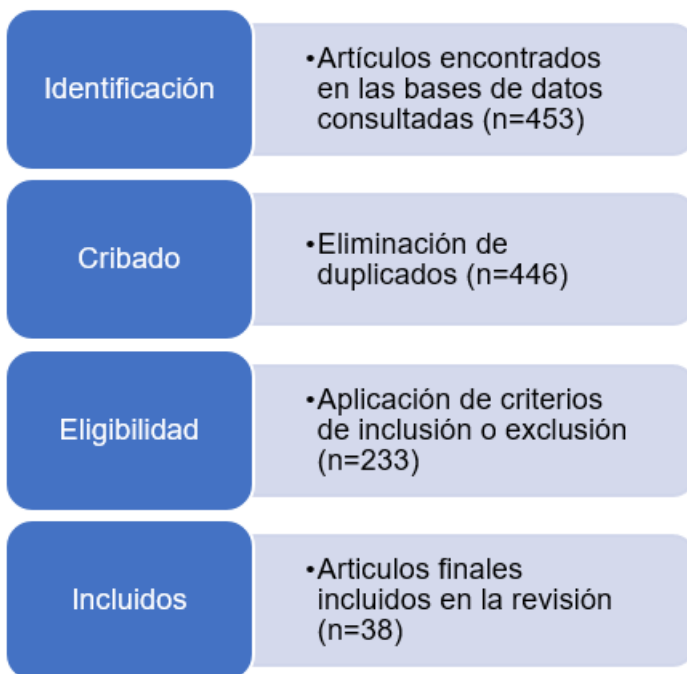 Identificación
•Artículos encontrados
en las bases de datos
consultadas (n=453)
Cribado
•Eliminación de
duplicados (n=446)
Eligibilidad
•Aplicación de criterios
de inclusión o exclusión
(n=233)
Incluidos
•Articulos finales
incluidos en la revisión
(n=38)